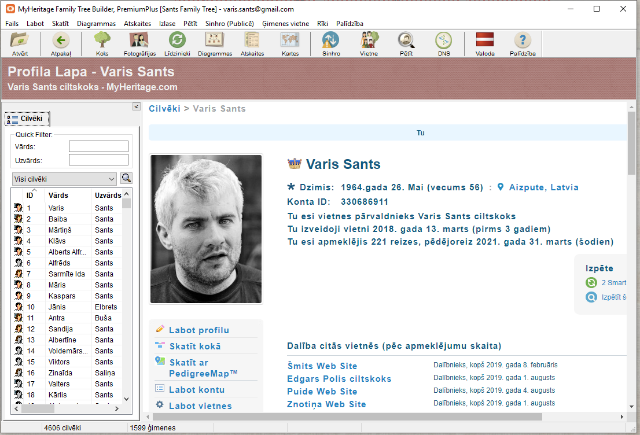 MyHeritage Family Tree Builder, PremiumPlus [Sants Family Tree] - varis.sants@gmail.com
Fails Labot Skatīt Diagrammas Atskaites Izlase Pētīt Sinhro (Publicē) Ģimenes vietne Rīki Palīdzība
Atvērt Atpakaļ Koks Fotogrāfijas Līdzinieki Diagrammas Atskaites Kartes Sinhro Vietne Pētīt DNB Valoda Palīdzība
Profila Lapa - Varis Sants
Varis Sants ciltskoks - MyHeritage.com
Cilvēki
Quick Filter:
Vārds:
Uzvārds:
Visi cilvēki
ID Vārds Uzvārds
1 Varis Sants
2 Baiba Sants
3 Mārtiņš Sants
4 Klāvs Sants
5 Alberts Alfr... Sants
6 Alfrēds Sants
7 Sarmīte Ida Sants
8 Māris Sants
9 Kaspars Sants
10 Jānis Elbrets
11 Antra Buša
12 Sandija Sants
13 Albertīne Sants
14 Voldemārs... Sants
15 Viktors Sants
16 Zinaīda Saliņa
17 Valters Sants
18 Kārlis Sants
4606 cilvēki 1599 ģimenes
Cilvēki > Varis Sants
Tu
Varis Sants
Dzimis: 1964.gada 26. Mai (vecums 56) : Aizpute, Latvia
Konta ID: 330686911
Tu esi vietnes pārvaldnieks Varis Sants ciltskoks
Tu izveidoji vietni 2018. gada 13. marts (pirms 3 gadiem)
Tu esi apmeklējis 221 reizes, pēdējoreiz 2021. gada 31. marts (šodien)
Izpēte
2 Smart
Izpētīt š
Labot profilu
Skatīt kokā
Skatīt ar
PedigreeMap™
Labot kontu
Labot vietnes
Dalība citās vietnēs (pēc apmeklējumu skaita)
Šmits Web Site Dalībnieks, kopš 2019. gada 8. februāris
Edgars Polis ciltskoks Dalībnieks, kopš 2019. gada 1. augusts
Puide Web Site Dalībnieks, kopš 2019. gada 4. augusts
Znotiņa Web Site Dalībnieks, kopš 2019. gada 1. augusts